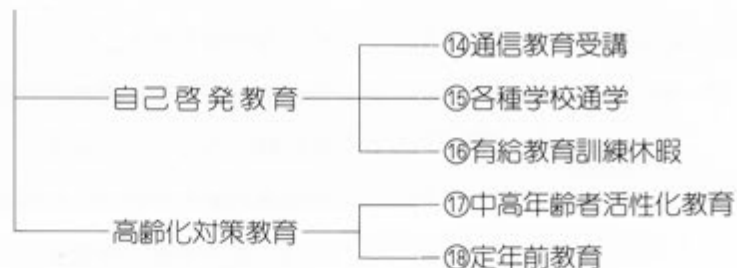 ⑭通信教育受講
自己啓発教育
⑮各種学校通学
⑯有給教育訓練休暇
⑰中高年齢者活性化教育
高齢化対策教育
⑱定年前教育